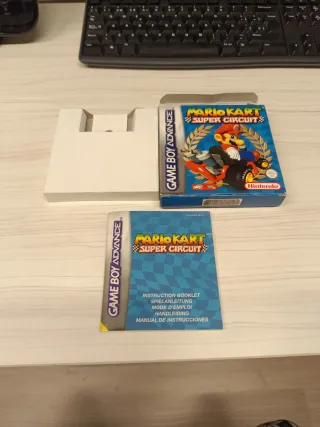 MARIO KART
SUPER CIRCUIT
GAME BOY ADVANCE
Nintendo
GAME BOY ADVANCE
MARIO KART
SUPER CIRCUIT
INSTRUCTION BOOKLET
SPIELANLEITUNG
MODE D'EMPLOI
HANDLEIDING
MANUAL DE INSTRUCCIONES